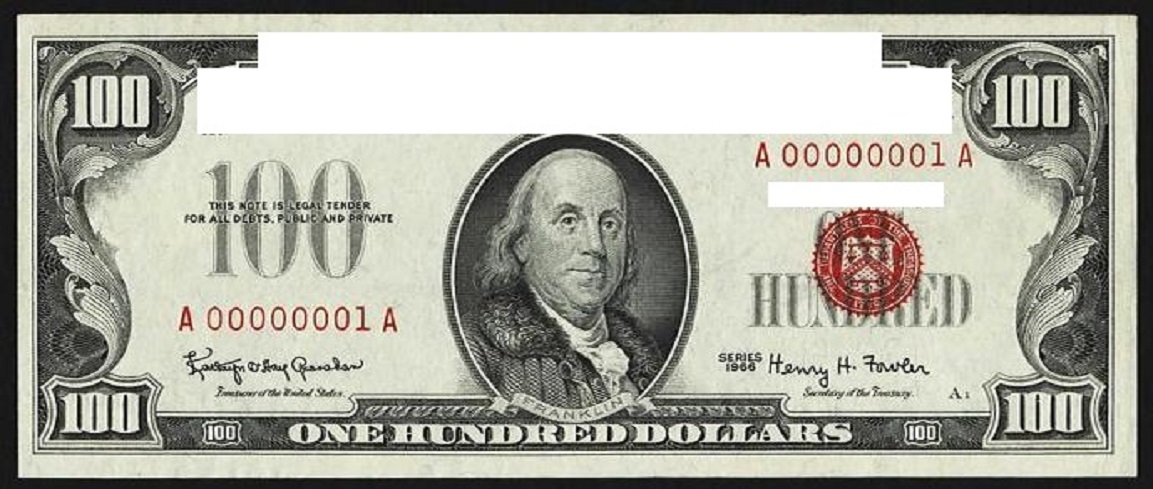 100 100
A 00000001 A
100
THIS NOTE IS LEGAL TENDER
FOR ALL DEBTS, PUBLIC AND PRIVATE
HUNDRED
A 00000001 A
Kathryn O'Hay Granahan
Treasurer of the United States.
SERIES
1966
Henry H. Fowler
Secretary of the Treasury.
A 1
FRANKLIN
100 100
100 ONE HUNDRED DOLLARS 100